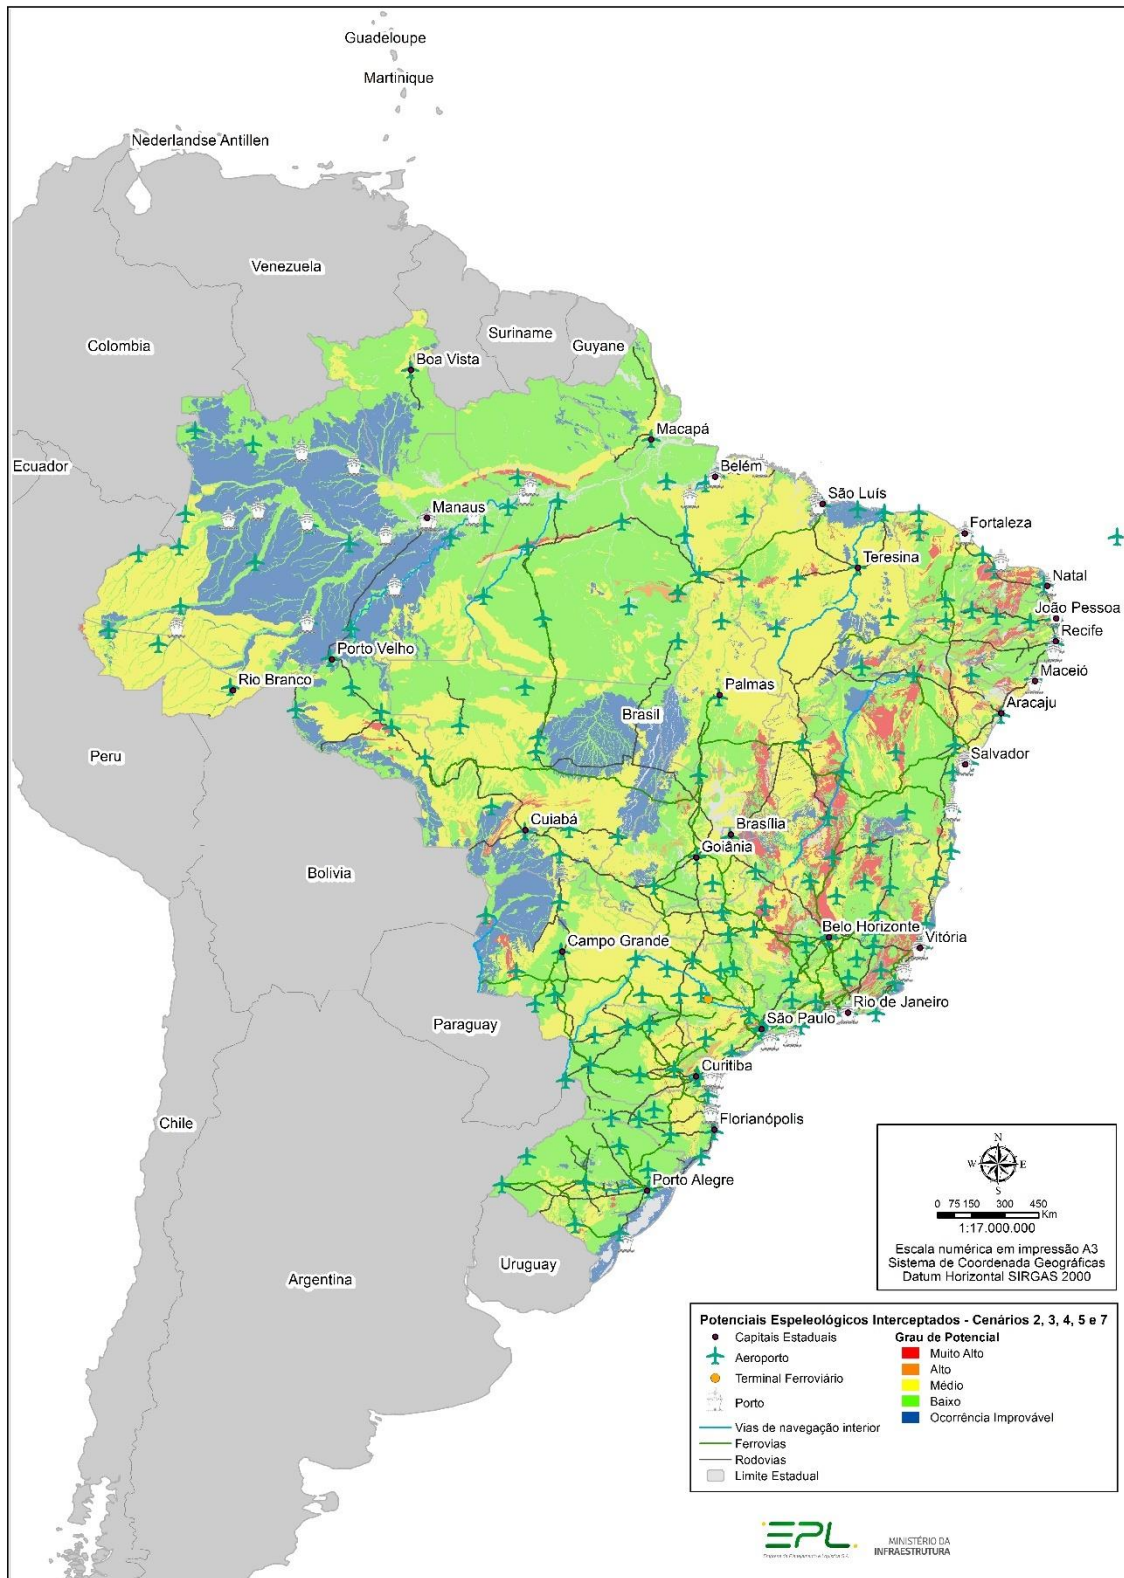 Guadeloupe
Martinique
Nederlandse Antillen
Venezuela
Suriname
Guyane
Colombia
Boa Vista
Macapá
Ecuador
Belém
São Luís
Manaus
Fortaleza
Teresina
Natal
João Pessoa
Recife
Porto Velho
Maceió
Rio Branco
Palmas
Aracaju
Brasil
Peru
Salvador
Cuiabá
Brasília
Goiânia
Bolivia
Belo Horizonte
Vitória
Campo Grande
Rio de Janeiro
São Paulo
Paraguay
Curitiba
Chile
Florianópolis
Porto Alegre
Uruguay
Argentina
N
W
E
S
0 75 150 300 450
Km
1:17.000.000
Escala numérica em impressão A3
Sistema de Coordenada Geográficas
Datum Horizontal SIRGAS 2000
Potenciais Espeleológicos Interceptados - Cenários 2, 3, 4, 5 e 7
Capitais Estaduais
Aeroporto
Terminal Ferroviário
Porto
Vias de navegação interior
Ferrovias
Rodovias
Limite Estadual
Grau de Potencial
Muito Alto
Alto
Médio
Baixo
Ocorrência Improvável
EPL
MINISTÉRIO DA
INFRAESTRUTURA